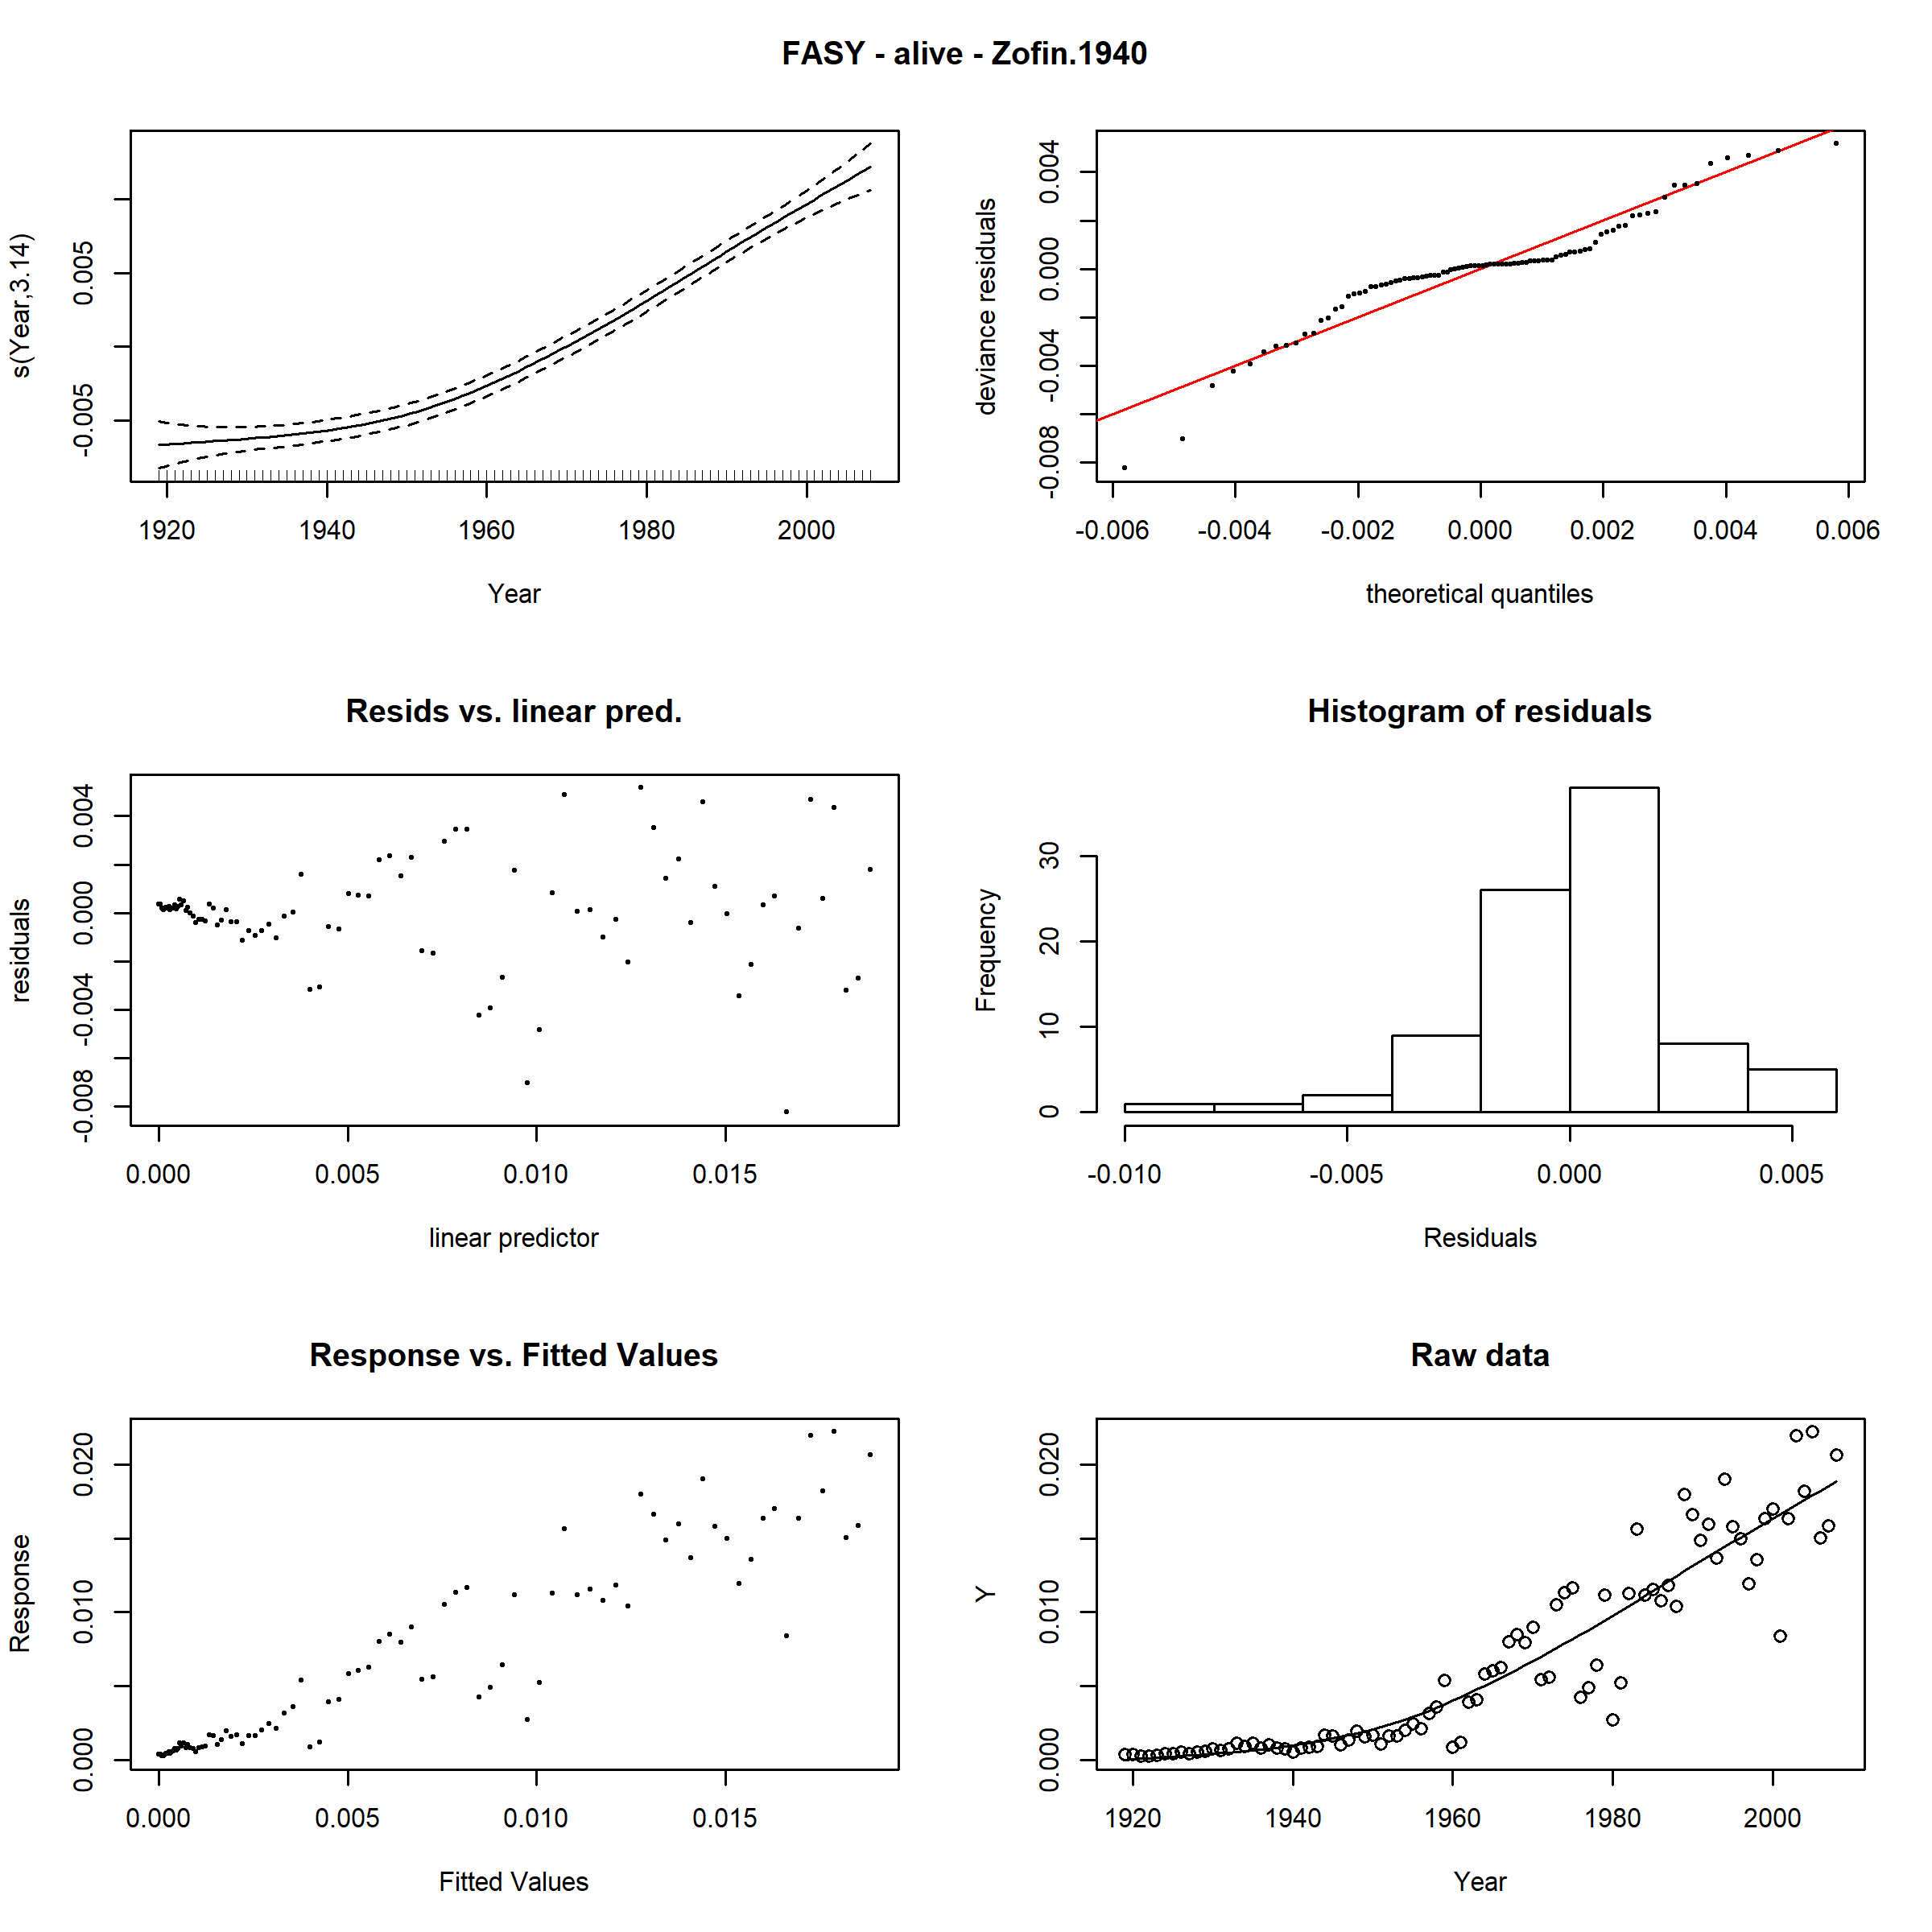 FASY - alive - Zofin.1940
s(Year,3.14)
-0.005 0.005
1920 1940 1960 1980 2000
Year
deviance residuals
-0.008 -0.004 0.000 0.004
-0.006 -0.004 -0.002 0.000 0.002 0.004 0.006
theoretical quantiles
Resids vs. linear pred.
residuals
-0.008 -0.004 0.000 0.004
0.000 0.005 0.010 0.015
linear predictor
Histogram of residuals
Frequency
0 10 20 30
-0.010 -0.005 0.000 0.005
Residuals
Response vs. Fitted Values
Response
0.000 0.010 0.020
0.000 0.005 0.010 0.015
Fitted Values
Raw data
Y
0.000 0.010 0.020
1920 1940 1960 1980 2000
Year